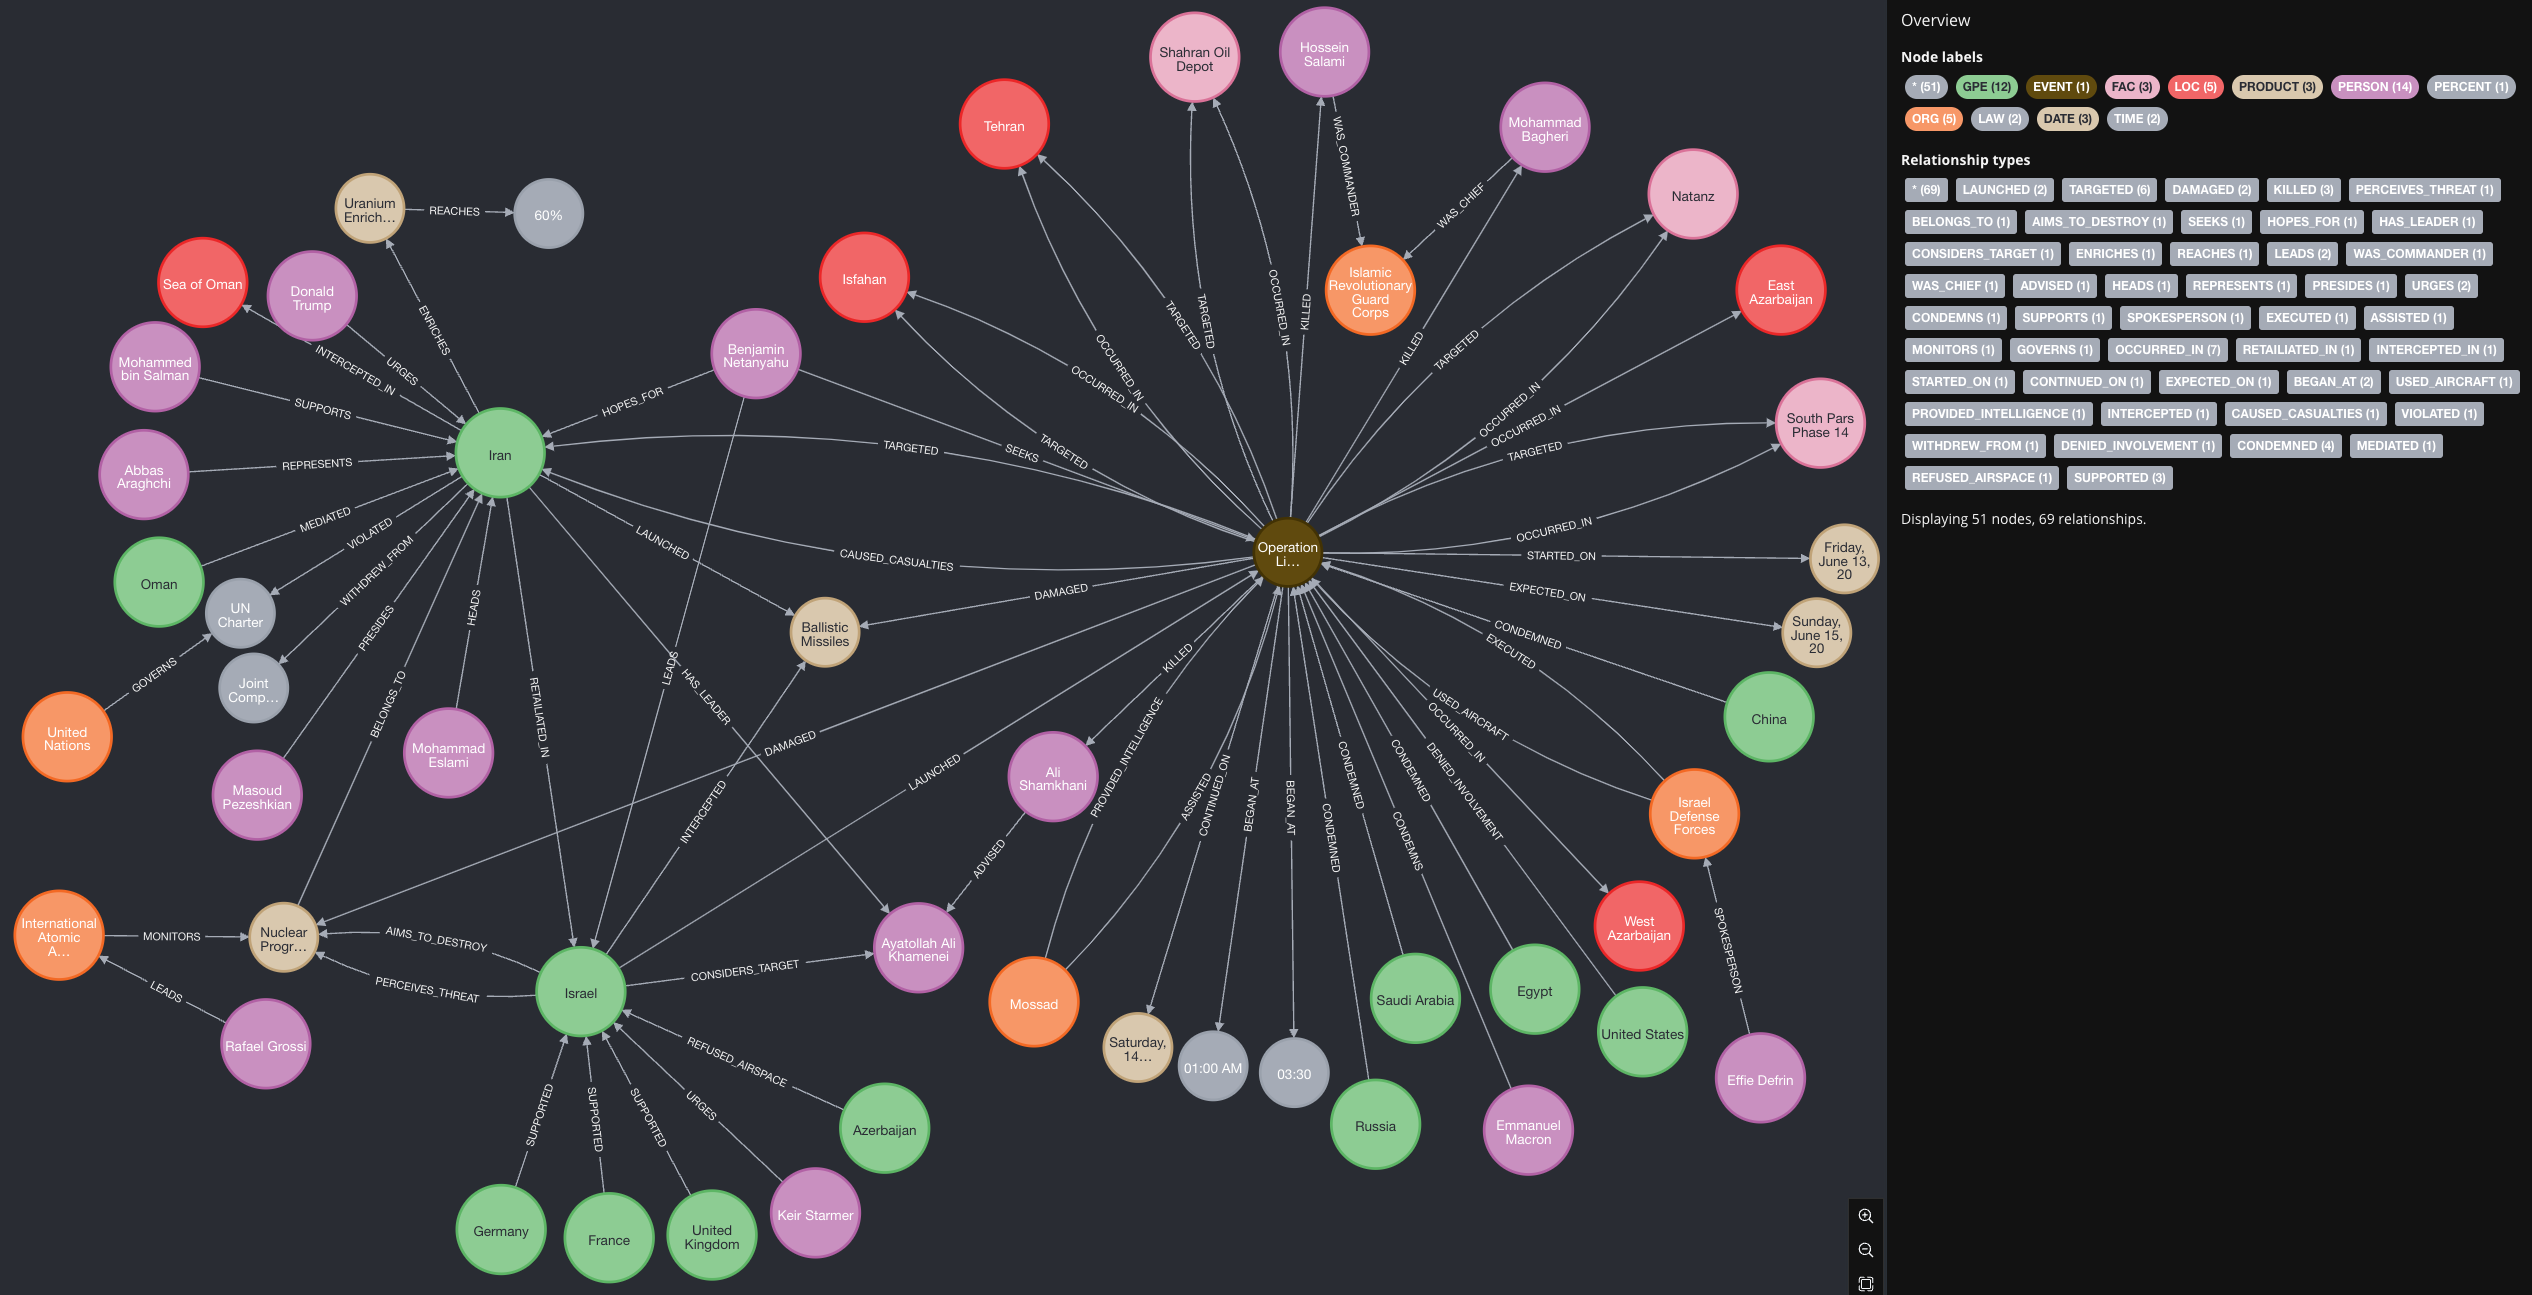 Shahran Oil
Depot
Hossein
Salami
Tehran
Mohammad
Bagheri
Uranium
Enrich...
REACHES
60%
WAS_COMMANDER
WAS_CHIEF
Natanz
Sea of Oman
Donald
Trump
Isfahan
Islamic
Revolutionary
Guard
Corps
East
Azarbaijan
ENRICHES
TARGETED
TARGETED
OCCURRED_IN
KILLED
KILLED
TARGETED
Mohammed
bin Salman
INTERCEPTED_IN
URGES
Benjamin
Netanyahu
OCCURRED_IN
OCCURRED_IN
SUPPORTS
HOPES_FOR
OCCURRED_IN
OCCURRED_IN
South Pars
Phase 14
Iran
TARGETED
SEEKS
TARGETED
TARGETED
Abbas
Araghchi
REPRESENTS
MEDIATED
VIOLATED
WITHDREW_FROM
LAUNCHED
CAUSED_CASUALTIES
Operation
Li...
OCCURRED_IN
STARTED_ON
Friday,
June 13,
20
Oman
UN
Charter
HEADS
DAMAGED
EXPECTED_ON
Sunday,
June 15,
20
PRESIDES
Ballistic
Missiles
CONDEMNED
EXECUTED
GOVERNS
Joint
Comp...
BELONGS_TO
RETAILIATED_IN
LEADS
HAS_LEADER
KILLED
PROVIDED_INTELLIGENCE
USED_AIRCRAFT
OCCURRED_IN
China
United
Nations
Mohammad
Eslami
DAMAGED
DENIED_INVOLVEMENT
Masoud
Pezeshkian
LAUNCHED
Ali
Shamkhani
ASSISTED
CONTINUED_ON
BEGAN_AT
BEGAN_AT
CONDEMNED
CONDEMNED
CONDEMNED
CONDEMNS
Israel
Defense
Forces
INTERCEPTED
ADVISED
International
Atomic
A...
MONITORS
Nuclear
Progr...
AIMS_TO_DESTROY
Ayatollah Ali
Khamenei
West
Azarbaijan
SPOKESPERSON
LEADS
PERCEIVES_THREAT
Israel
CONSIDERS_TARGET
Mossad
Saudi Arabia
Egypt
United States
Rafael Grossi
REFUSED_AIRSPACE
Saturday,
14...
01:00 AM
03:30
Effie Defrin
SUPPORTED
SUPPORTED
SUPPORTED
URGES
Azerbaijan
Russia
Emmanuel
Macron
Germany
France
United
Kingdom
Keir Starmer
Overview
Node labels
* (51) GPE (12) EVENT (1) FAC (3) LOC (5) PRODUCT (3) PERSON (14) PERCENT (1)
ORG (5) LAW (2) DATE (3) TIME (2)
Relationship types
* (69) LAUNCHED (2) TARGETED (6) DAMAGED (2) KILLED (3) PERCEIVES_THREAT (1)
BELONGS_TO (1) AIMS_TO_DESTROY (1) SEEKS (1) HOPES_FOR (1) HAS_LEADER (1)
CONSIDERS_TARGET (1) ENRICHES (1) REACHES (1) LEADS (2) WAS_COMMANDER (1)
WAS_CHIEF (1) ADVISED (1) HEADS (1) REPRESENTS (1) PRESIDES (1) URGES (2)
CONDEMNS (1) SUPPORTS (1) SPOKESPERSON (1) EXECUTED (1) ASSISTED (1)
MONITORS (1) GOVERNS (1) OCCURRED_IN (7) RETAILIATED_IN (1) INTERCEPTED_IN (1)
STARTED_ON (1) CONTINUED_ON (1) EXPECTED_ON (1) BEGAN_AT (2) USED_AIRCRAFT (1)
PROVIDED_INTELLIGENCE (1) INTERCEPTED (1) CAUSED_CASUALTIES (1) VIOLATED (1)
WITHDREW_FROM (1) DENIED_INVOLVEMENT (1) CONDEMNED (4) MEDIATED (1)
REFUSED_AIRSPACE (1) SUPPORTED (3)
Displaying 51 nodes, 69 relationships.